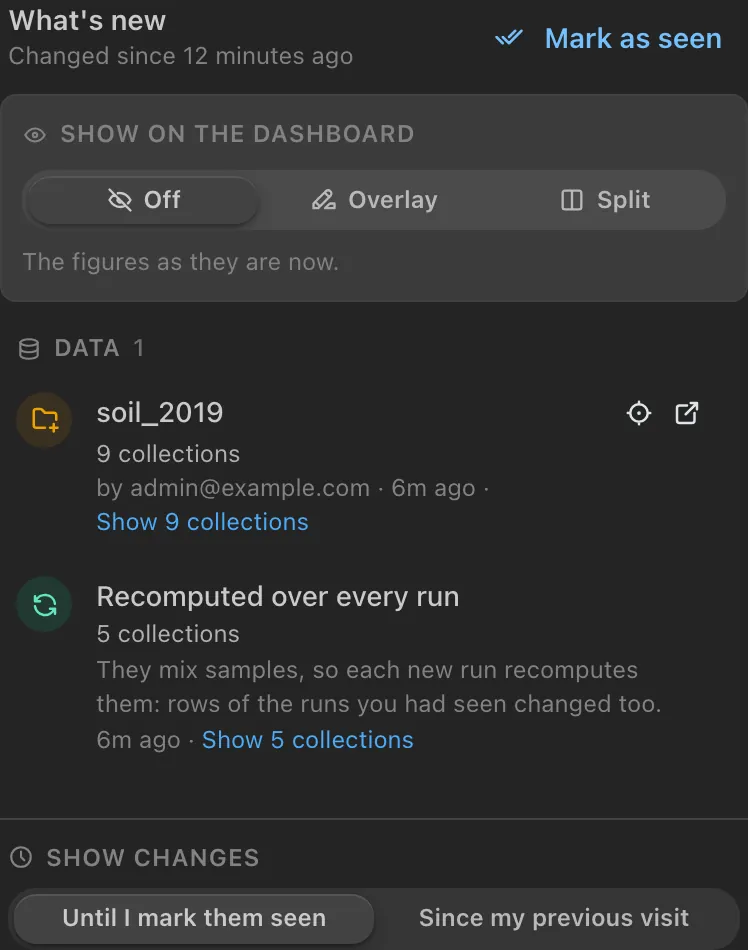 What's new
Changed since 12 minutes ago
Mark as seen
SHOW ON THE DASHBOARD
Off
Overlay
Split
The figures as they are now.
DATA 1
soil_2019
9 collections
by admin@example.com · 6m ago ·
Show 9 collections
Recomputed over every run
5 collections
They mix samples, so each new run recomputes
them: rows of the runs you had seen changed too.
6m ago · Show 5 collections
SHOW CHANGES
Until I mark them seen
Since my previous visit